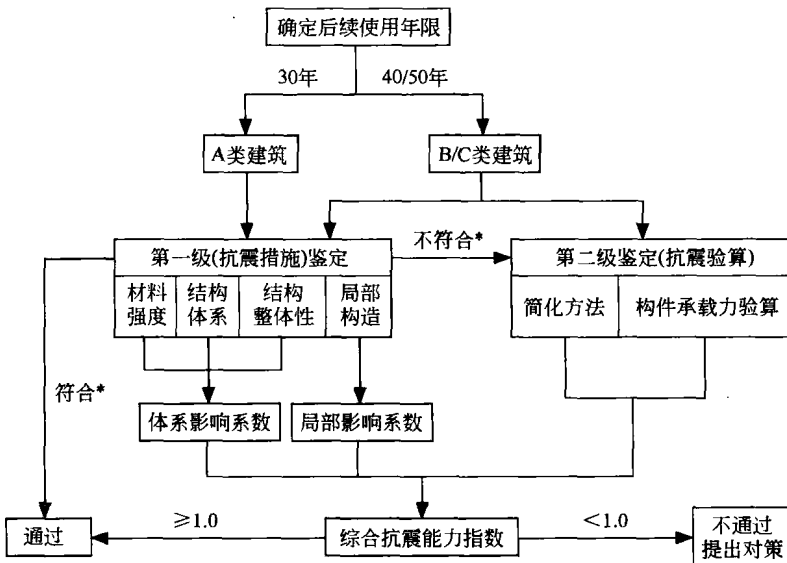 确定后续使用年限
30年
40/50年
A类建筑
B/C类建筑
第一级(抗震措施)鉴定
不符合*
第二级鉴定(抗震验算)
材料
强度
结构
体系
结构
整体性
局部
构造
简化方法
构件承载力验算
符合*
体系影响系数
局部影响系数
通过
≥1.0
综合抗震能力指数
<1.0
不通过
提出对策